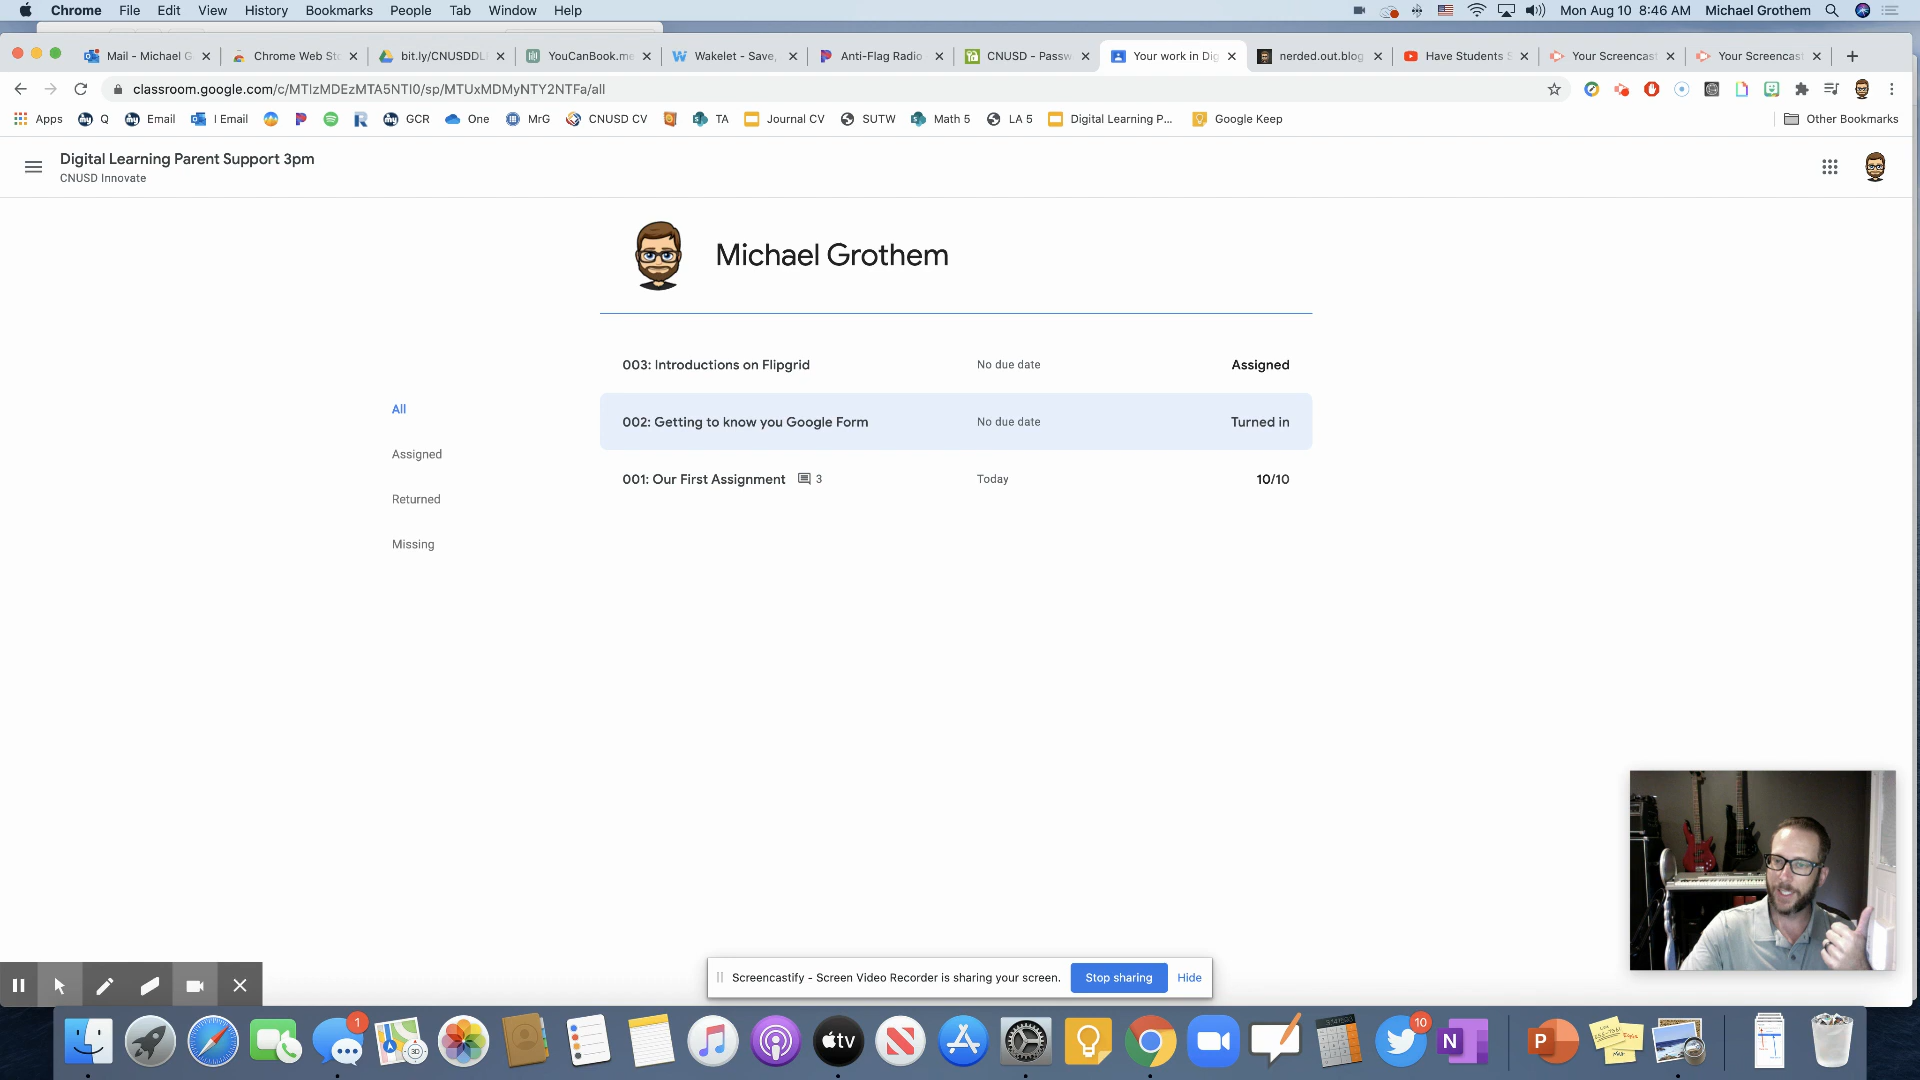 Chrome File Edit View History Bookmarks People Tab Window Help
Mon Aug 10 8:46 AM Michael Grothem
Mail - Michael G
Chrome Web Sto
bit.ly/CNUSDDL
YouCanBook.me
Wakelet - Save,
Anti-Flag Radio
CNUSD - Passw
Your work in Dig
nerded.out.blog
Have Students S
Your Screencast
Your Screencast
classroom.google.com/c/MTIzMDEzMTA5NTI0/sp/MTUxMDMyNTY2NTFa/all
Apps Q Email I Email GCR One MrG CNUSD CV TA Journal CV SUTW Math 5 LA 5 Digital Learning P... Google Keep Other Bookmarks
Digital Learning Parent Support 3pm
CNUSD Innovate
Michael Grothem
003: Introductions on Flipgrid No due date Assigned
All
002: Getting to know you Google Form No due date Turned in
Assigned
001: Our First Assignment 3 Today 10/10
Returned
Missing
Screencastify - Screen Video Recorder is sharing your screen. Stop sharing Hide
1
3D
tv
10
N
P